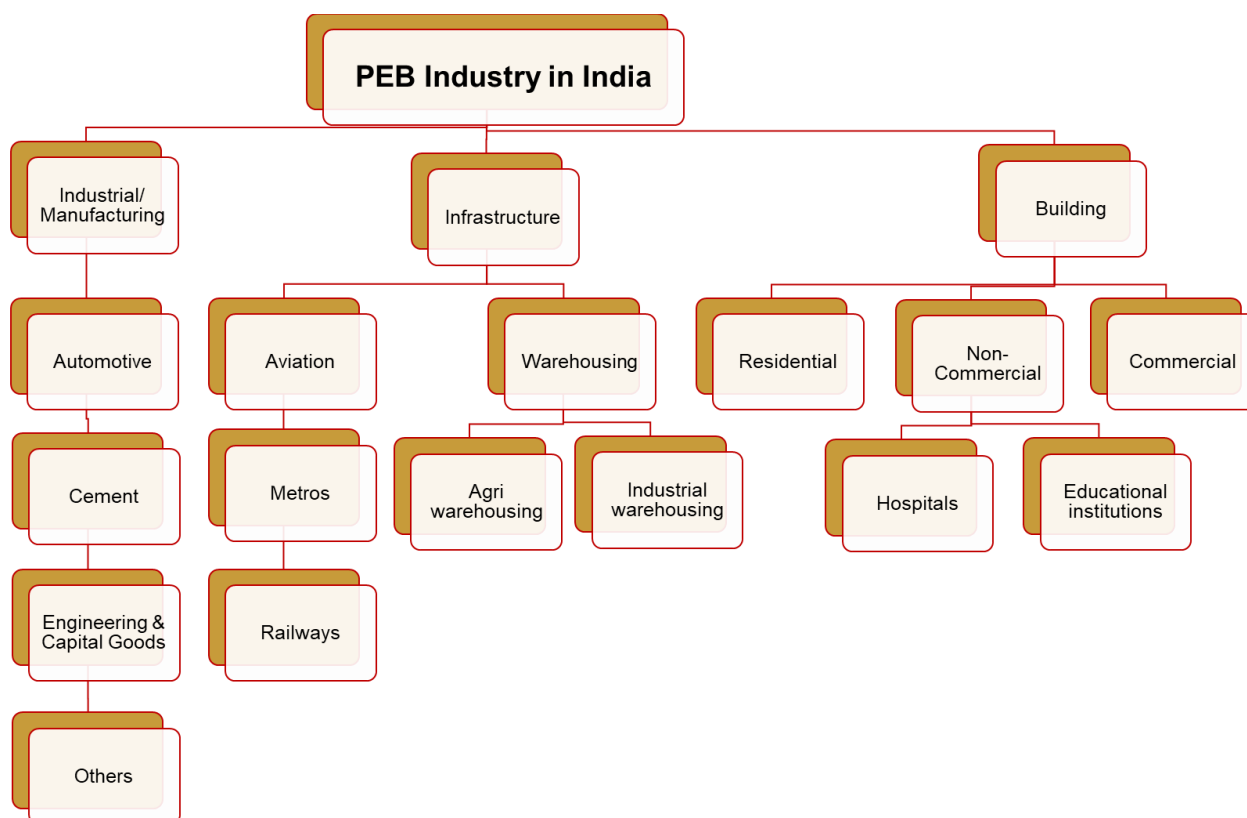 PEB Industry in India
Industrial/
Manufacturing
Infrastructure
Building
Automotive
Aviation
Warehousing
Residential
Non-
Commercial
Commercial
Cement
Metros
Agri
warehousing
Industrial
warehousing
Hospitals
Educational
institutions
Engineering &
Capital Goods
Railways
Others